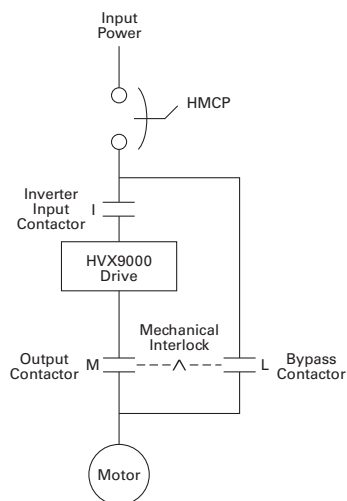 Input
Power
HMCP
Inverter
Input
Contactor
I
HVX9000
Drive
Mechanical
Interlock
Output
Contactor
M
L
Bypass
Contactor
Motor